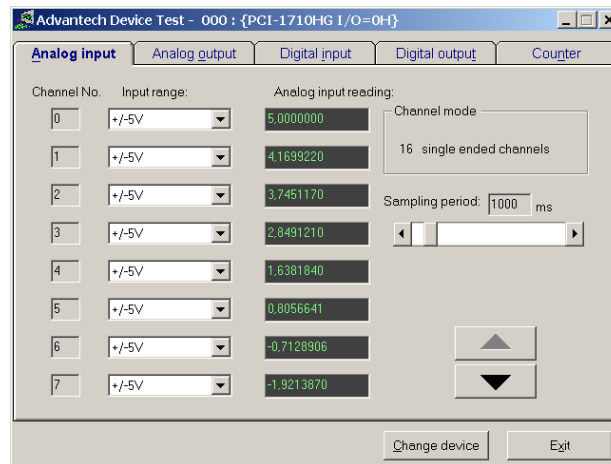 Advantech Device Test - 000 : {PCI-1710HG I/O=0H}
Analog input Analog output Digital input Digital output Counter
Channel No. Input range: Analog input reading:
0 +/-5V 5,0000000
1 +/-5V 4,1699220
2 +/-5V 3,7451170
3 +/-5V 2,8491210
4 +/-5V 1,6381840
5 +/-5V 0,8056641
6 +/-5V -0,7128906
7 +/-5V -1,9213870
Channel mode
16 single ended channels
Sampling period: 1000 ms
Change device Exit